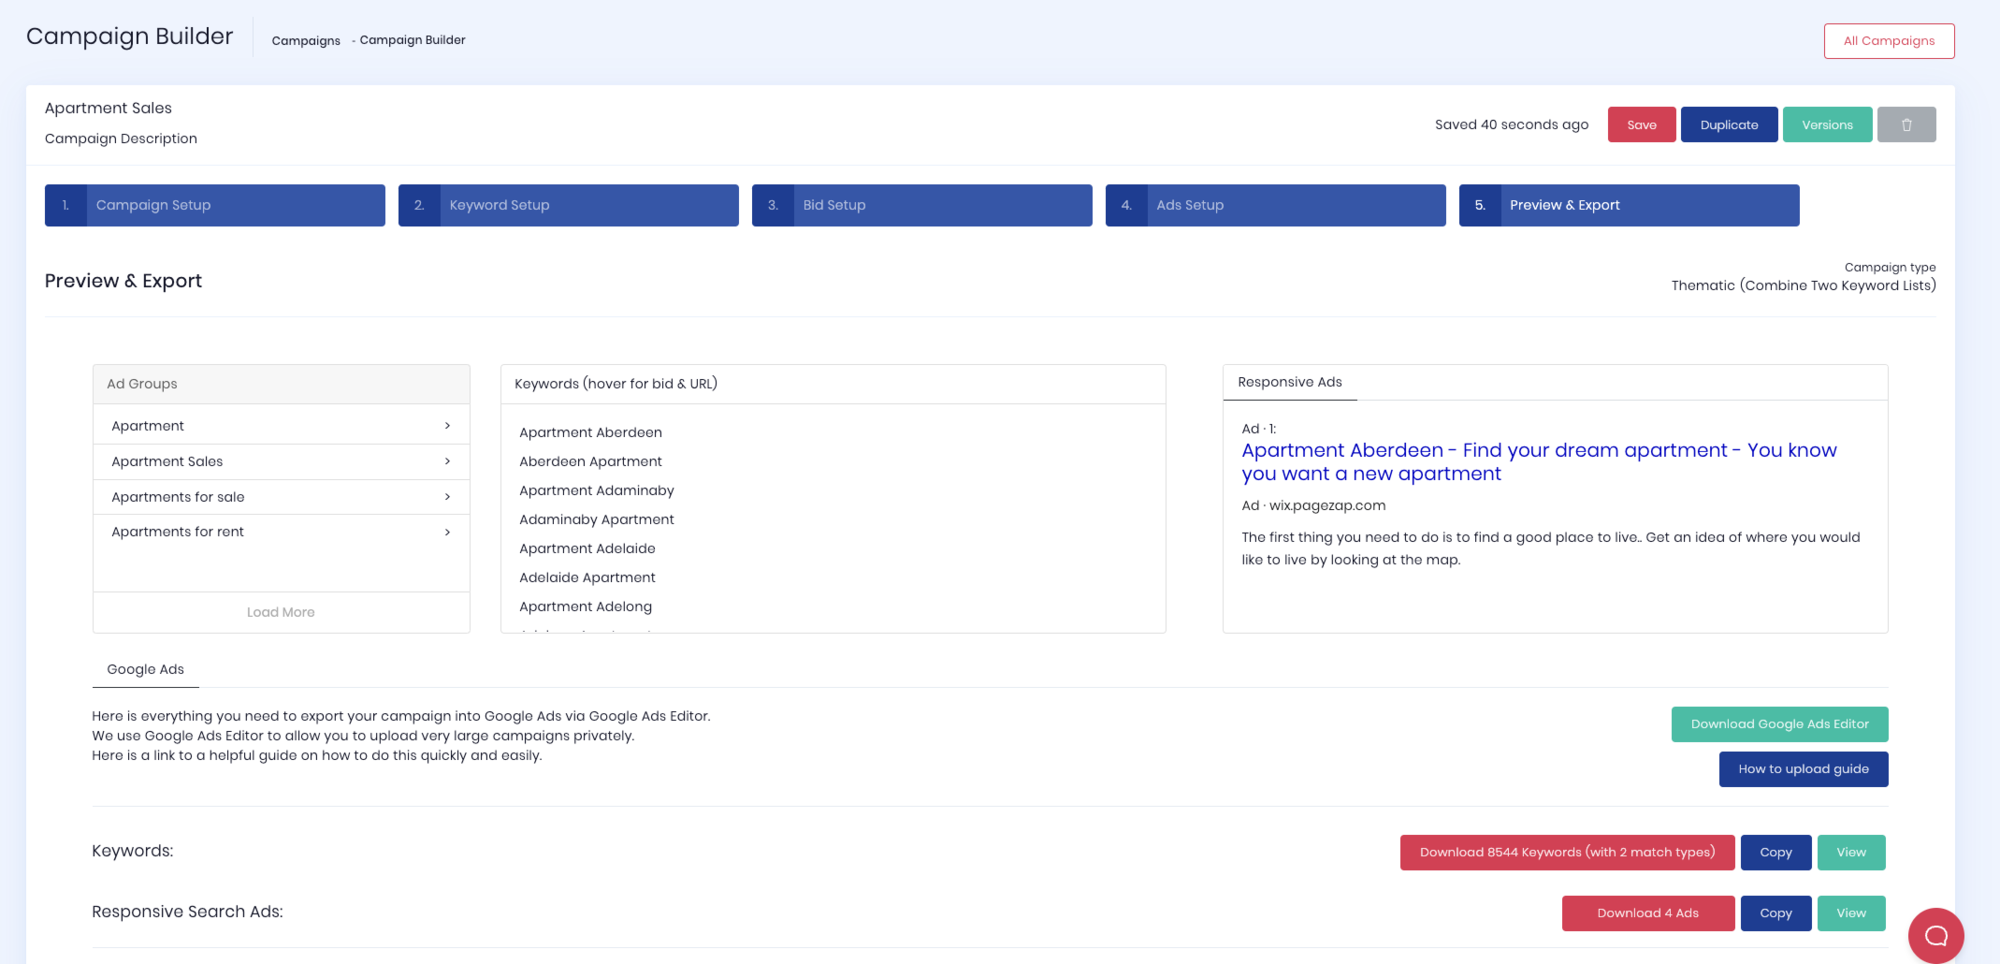 Campaign Builder
Campaigns - Campaign Builder
All Campaigns
Apartment Sales
Campaign Description
Saved 40 seconds ago
Save
Duplicate
Versions
1. Campaign Setup
2. Keyword Setup
3. Bid Setup
4. Ads Setup
5. Preview & Export
Preview & Export
Campaign type
Thematic (Combine Two Keyword Lists)
Ad Groups
Apartment >
Apartment Sales >
Apartments for sale >
Apartments for rent >
Load More
Keywords (hover for bid & URL)
Apartment Aberdeen
Aberdeen Apartment
Apartment Adaminaby
Adaminaby Apartment
Apartment Adelaide
Adelaide Apartment
Apartment Adelong
Responsive Ads
Ad · 1:
Apartment Aberdeen - Find your dream apartment - You know
you want a new apartment
Ad · wix.pagezap.com
The first thing you need to do is to find a good place to live.. Get an idea of where you would
like to live by looking at the map.
Google Ads
Here is everything you need to export your campaign into Google Ads via Google Ads Editor.
We use Google Ads Editor to allow you to upload very large campaigns privately.
Here is a link to a helpful guide on how to do this quickly and easily.
Download Google Ads Editor
How to upload guide
Keywords:
Download 8544 Keywords (with 2 match types)
Copy
View
Responsive Search Ads:
Download 4 Ads
Copy
View